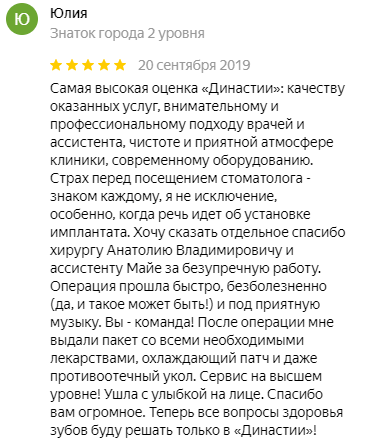 Ю
Юлия
Знаток города 2 уровня
20 сентября 2019
Самая высокая оценка «Династии»: качеству
оказанных услуг, внимательному и
профессиональному подходу врачей и
ассистента, чистоте и приятной атмосфере
клиники, современному оборудованию.
Страх перед посещением стоматолога -
знаком каждому, я не исключение,
особенно, когда речь идет об установке
имплантата. Хочу сказать отдельное спасибо
хирургу Анатолию Владимировичу и
ассистенту Майе за безупречную работу.
Операция прошла быстро, безболезненно
(да, и такое может быть!) и под приятную
музыку. Вы - команда! После операции мне
выдали пакет со всеми необходимыми
лекарствами, охлаждающий патч и даже
противоотечный укол. Сервис на высшем
уровне! Ушла с улыбкой на лице. Спасибо
вам огромное. Теперь все вопросы здоровья
зубов буду решать только в «Династии»!